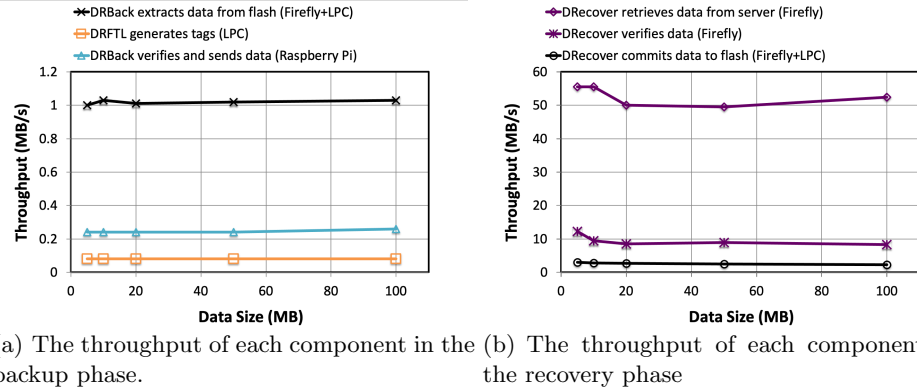 DRBack extracts data from flash (Firefly+LPC)
DRFTL generates tags (LPC)
DRBack verifies and sends data (Raspberry Pi)
1.2
1
0.8
0.6
0.4
0.2
0
Throughput (MB/s)
0 20 40 60 80 100
Data Size (MB)
a) The throughput of each component in the
backup phase.
DRecover retrieves data from server (Firefly)
DRecover verifies data (Firefly)
DRecover commits data to flash (Firefly+LPC)
60
50
40
30
20
10
0
Throughput (MB/s)
0 20 40 60 80 100
Data Size (MB)
(b) The throughput of each component
the recovery phase